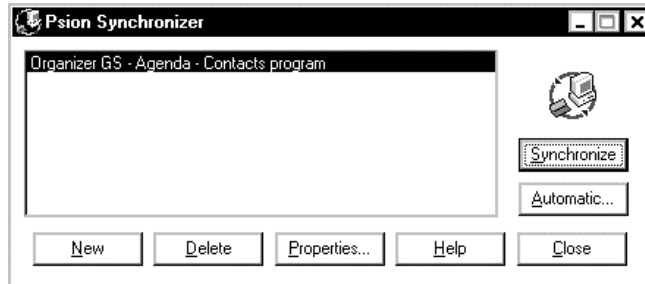 Psion Synchronizer
Organizer GS - Agenda - Contacts program
Synchronize
Automatic...
New Delete Properties... Help Close